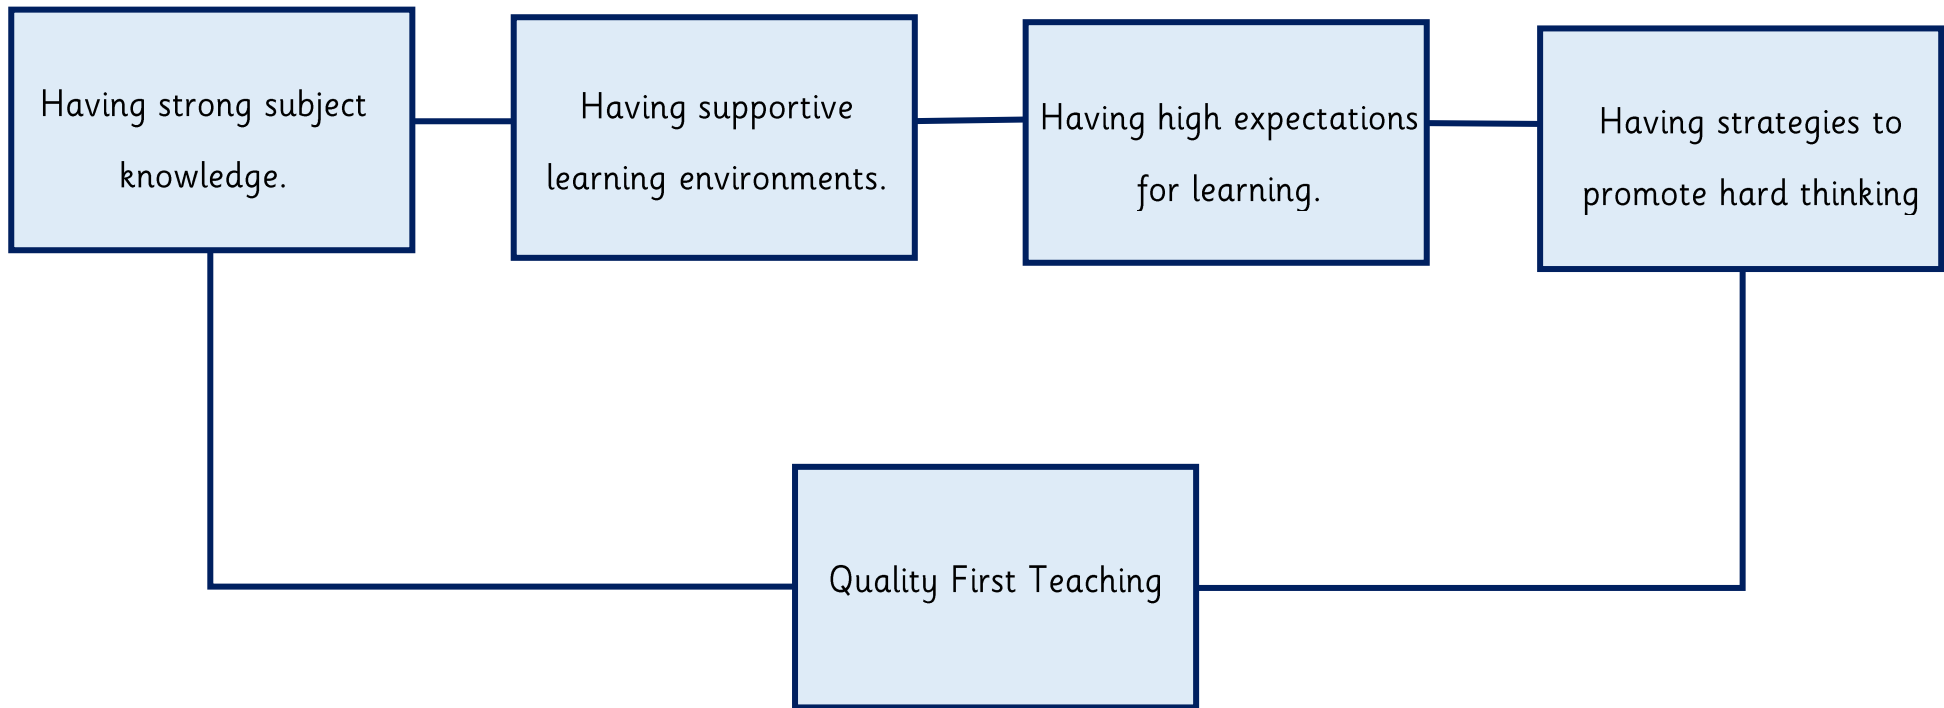 Having strong subject
knowledge.
Having supportive
learning environments.
Having high expectations
for learning.
Having strategies to
promote hard thinking
Quality First Teaching